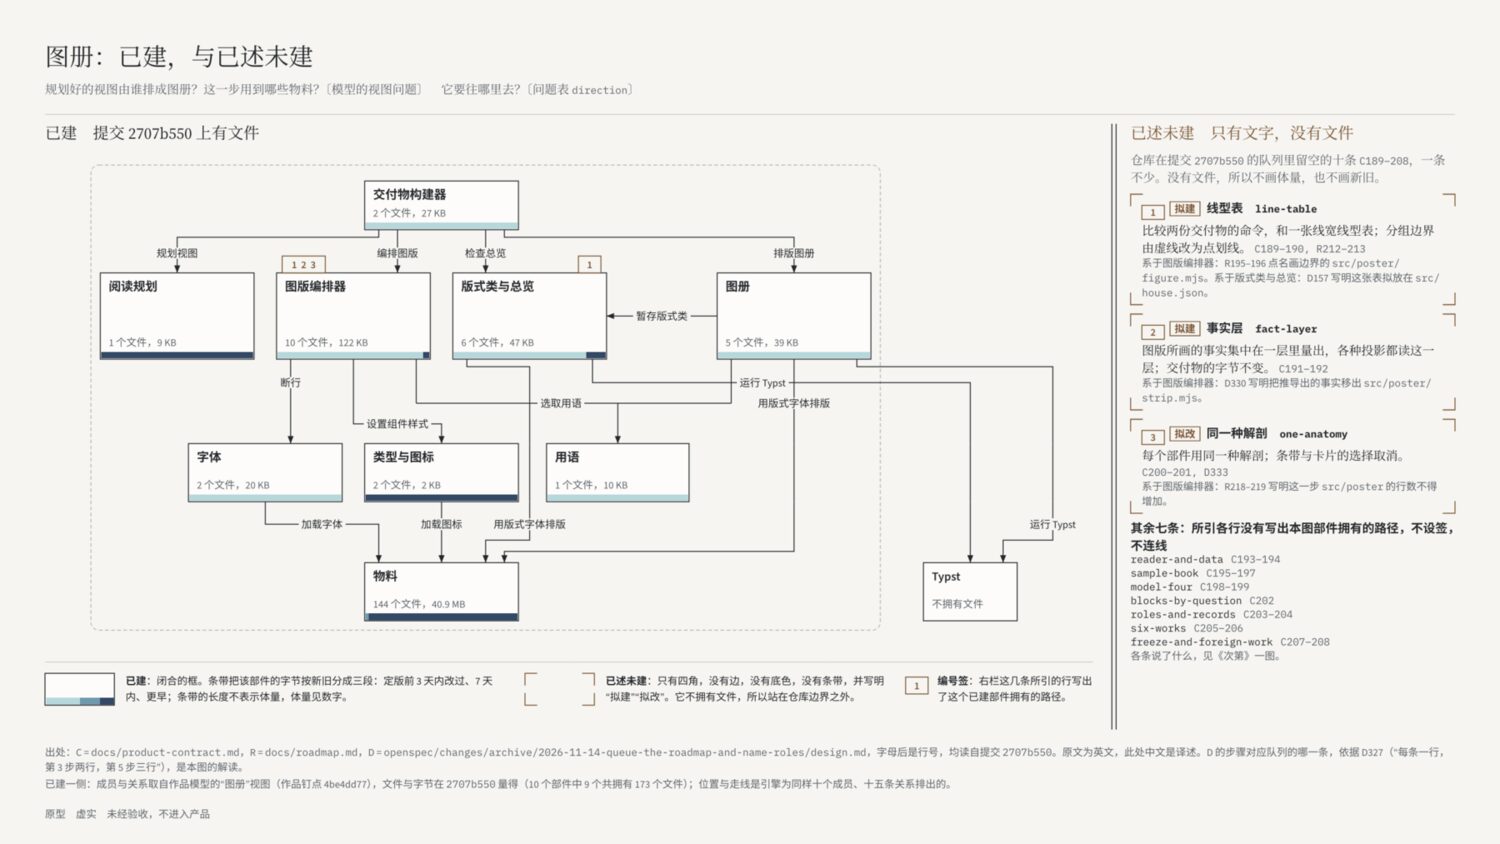 图册：已建，与已述未建
规划好的视图由谁排成图册？这一步用到哪些物料？〔模型的视图问题〕　它要往哪里去？〔问题表 direction〕
已建　提交 2707b550 上有文件
交付物构建器
2 个文件，27 KB
规划视图
编排图版
检查总览
排版图册
1 2 3
1
阅读规划
1 个文件，9 KB
图版编排器
10 个文件，122 KB
版式类与总览
6 个文件，47 KB
暂存版式类
图册
5 个文件，39 KB
断行
运行 Typst
选取用语
用版式字体排版
设置组件样式
字体
2 个文件，20 KB
类型与图标
2 个文件，2 KB
用语
1 个文件，10 KB
加载字体
加载图标
用版式字体排版
运行 Typst
物料
144 个文件，40.9 MB
Typst
不拥有文件
已述未建　只有文字，没有文件
仓库在提交 2707b550 的队列里留空的十条 C189–208，一条
不少。没有文件，所以不画体量，也不画新旧。
1 拟建 线型表 line-table
比较两份交付物的命令，和一张线宽线型表；分组边界
由虚线改为点划线。 C189–190, R212–213
系于图版编排器：R195–196 点名画边界的 src/poster/
figure.mjs。系于版式类与总览：D157 写明这张表拟放在 src/
house.json。
2 拟建 事实层 fact-layer
图版所画的事实集中在一层里量出，各种投影都读这一
层；交付物的字节不变。 C191–192
系于图版编排器：D330 写明把推导出的事实移出 src/poster/
strip.mjs。
3 拟改 同一种解剖 one-anatomy
每个部件用同一种解剖；条带与卡片的选择取消。
C200–201, D333
系于图版编排器：R218–219 写明这一步 src/poster 的行数不得
增加。
其余七条：所引各行没有写出本图部件拥有的路径，不设签，
不连线
reader-and-data C193–194
sample-book C195–197
model-four C198–199
blocks-by-question C202
roles-and-records C203–204
six-works C205–206
freeze-and-foreign-work C207–208
各条说了什么，见《次第》一图。
已建：闭合的框。条带把该部件的字节按新旧分成三段：定版前 3 天内改过、7 天
内、更早；条带的长度不表示体量，体量见数字。
已述未建：只有四角，没有边，没有底色，没有条带，并写明
“拟建”“拟改”。它不拥有文件，所以站在仓库边界之外。
1
编号签：右栏这几条所引的行写出
了这个已建部件拥有的路径。
出处：C = docs/product-contract.md，R = docs/roadmap.md，D = openspec/changes/archive/2026-11-14-queue-the-roadmap-and-name-roles/design.md，字母后是行号，均读自提交 2707b550。原文为英文，此处中文是译述。D 的步骤对应队列的哪一条，依据 D327（“每条一行，
第 3 步两行，第 5 步三行”），是本图的解读。
已建一侧：成员与关系取自作品模型的“图册”视图（作品钉点 4be4dd77），文件与字节在 2707b550 量得（10 个部件中 9 个共拥有 173 个文件）；位置与走线是引擎为同样十个成员、十五条关系排出的。
原型　虚实　未经验收，不进入产品